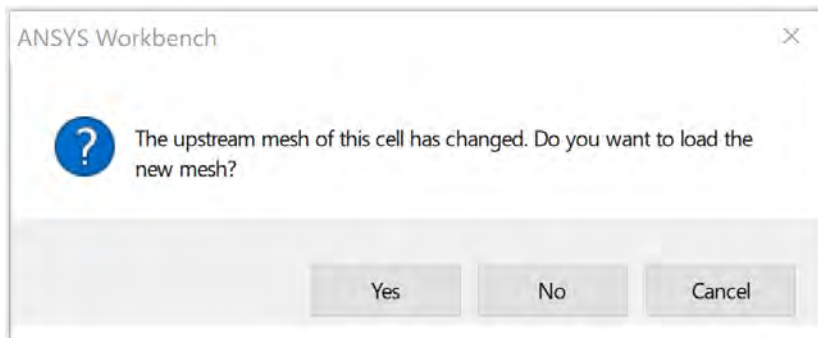 ANSYS Workbench
The upstream mesh of this cell has changed. Do you want to load the
new mesh?
Yes No Cancel